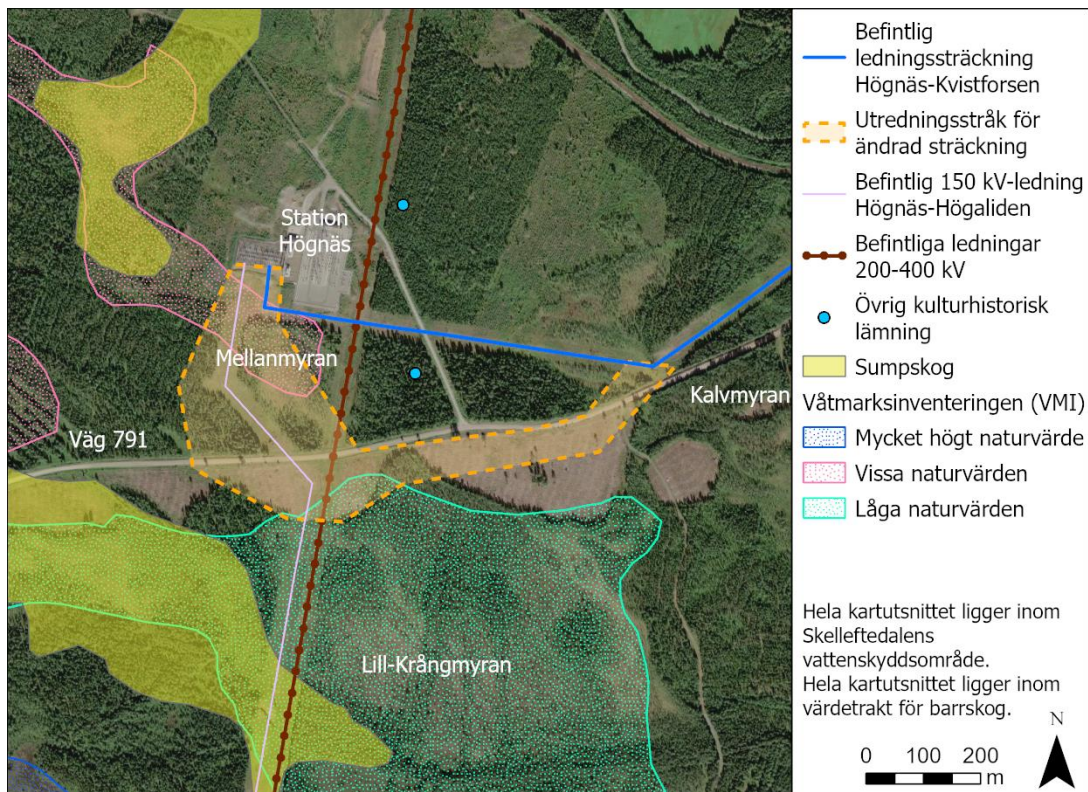 Station
Högnäs
Mellanmyran
Kalvmyran
Väg 791
Lill-Krångmyran
Befintlig
ledningssträckning
Högnäs-Kvistforsen
Utredningsstråk för
ändrad sträckning
Befintlig 150 kV-ledning
Högnäs-Högaliden
Befintliga ledningar
200-400 kV
Övrig kulturhistorisk
lämning
Sumpskog
Våtmarksinventeringen (VMI)
Mycket högt naturvärde
Vissa naturvärden
Låga naturvärden
Hela kartutsnittet ligger inom
Skelleftedalens
vattenskyddsområde.
Hela kartutsnittet ligger inom
värdetrakt för barrskog.
N
0 100 200
m